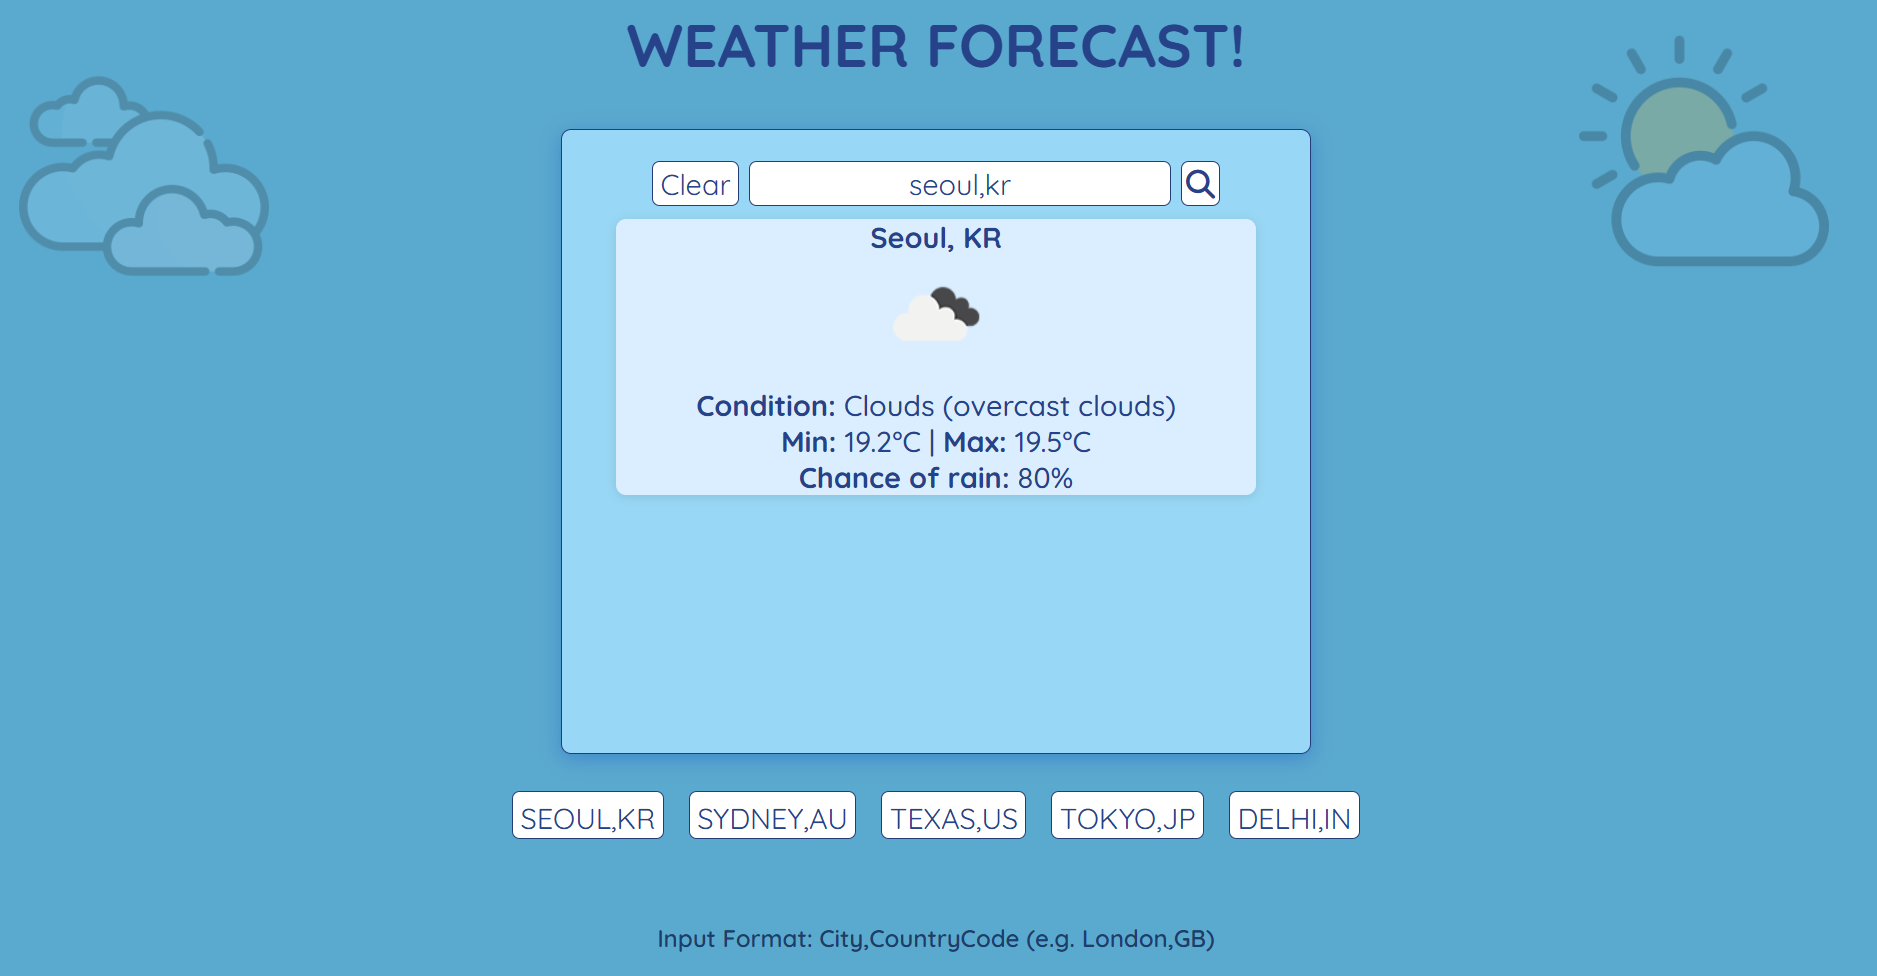 WEATHER FORECAST!
Clear seoul,kr
Seoul, KR
Condition: Clouds (overcast clouds)
Min: 19.2°C | Max: 19.5°C
Chance of rain: 80%
SEOUL,KR SYDNEY,AU TEXAS,US TOKYO,JP DELHI,IN
Input Format: City,CountryCode (e.g. London,GB)